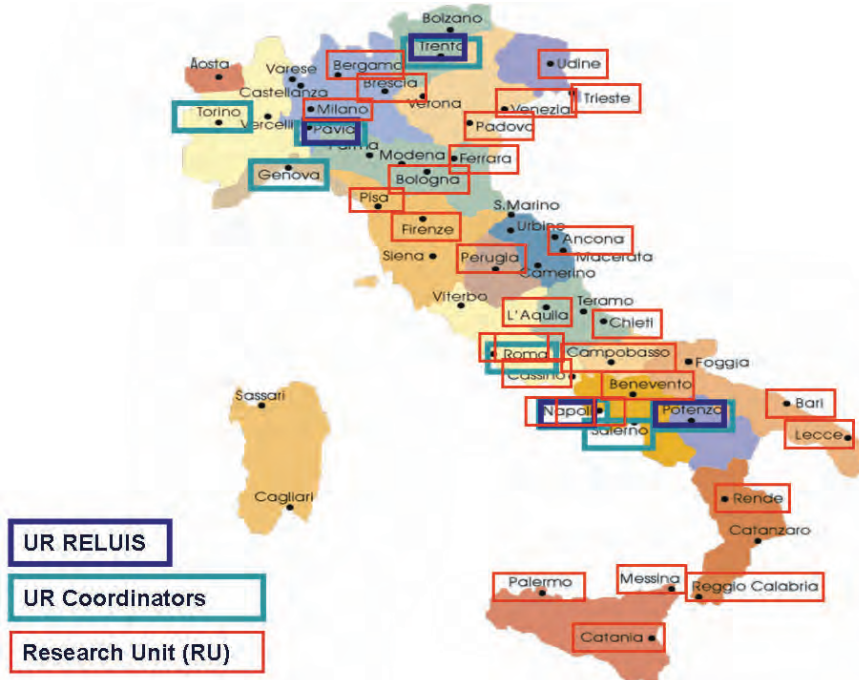 Bolzano
Trento
Aosta
Bergamo
Udine
Varese
Brescia
Castellanza
Verona
Trieste
Torino
Milano
Venezia
Vercelli
Pavia
Padova
Parma
Modena
Ferrara
Genova
Bologna
Pisa
S.Marino
Firenze
Urbino
Ancona
Siena
Perugia
Macerata
Camerino
Viterbo
Teramo
L'Aquila
Chieti
Roma
Campobasso
Foggia
Cassino
Benevento
Sassari
Napoli
Potenza
Bari
Salerno
Lecce
Cagliari
Rende
UR RELUIS
Catanzaro
Palermo
Messina
Reggio Calabria
UR Coordinators
Catania
Research Unit (RU)